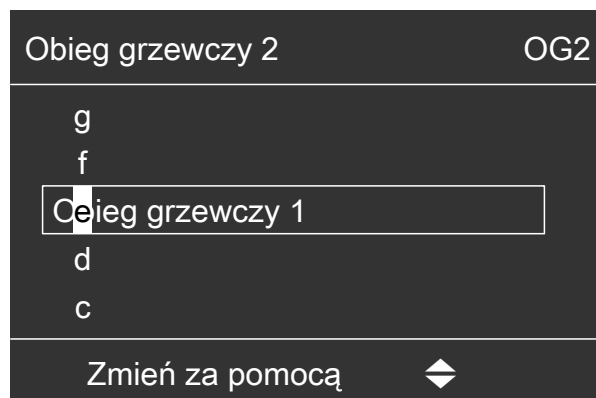 Obieg grzewczy 2 OG2
g
f
Oeieg grzewczy 1
d
c
Zmień za pomocą